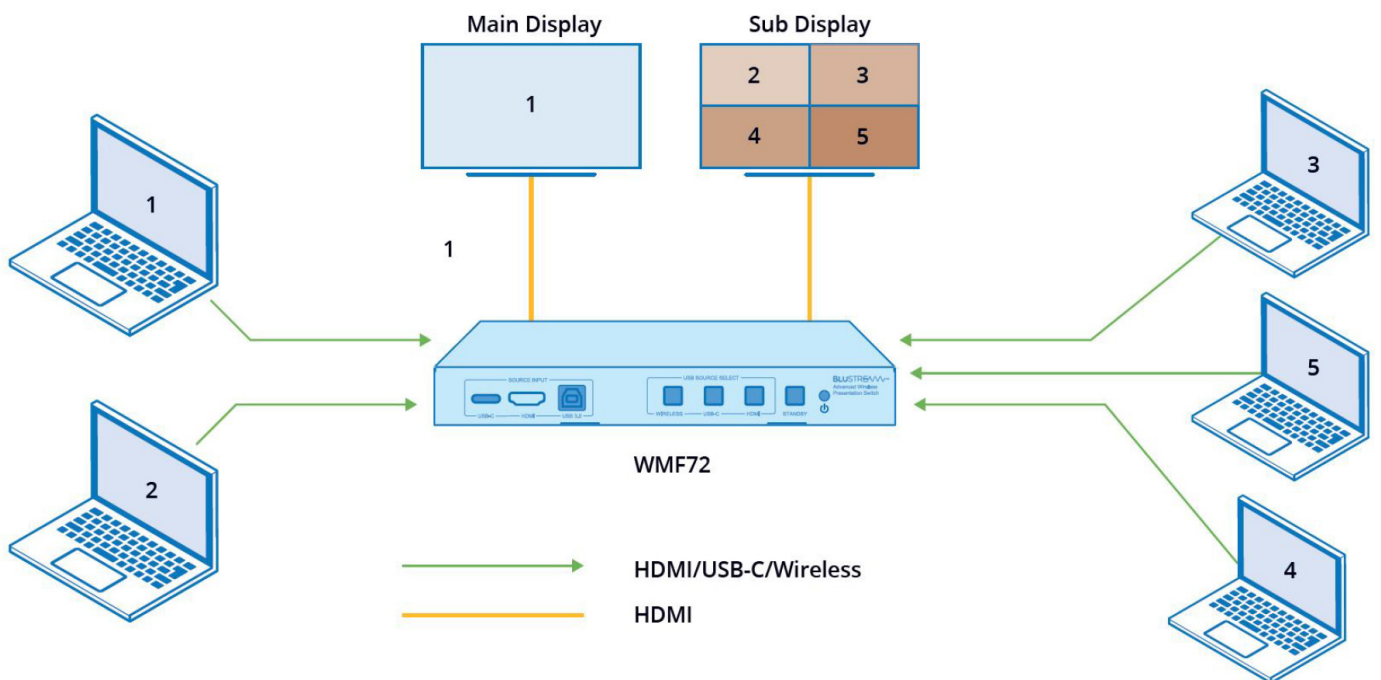 Main Display
Sub Display
1
2
3
4
5
1
3
1
5
2
4
SOURCE INPUT
USB-C
HDMI
USB 3.0
USB SOURCE SELECT
WIRELESS
USB-C
HDMI
STANDBY
BLUSTREAM
Advanced Wireless
Presentation Switch
WMF72
HDMI/USB-C/Wireless
HDMI